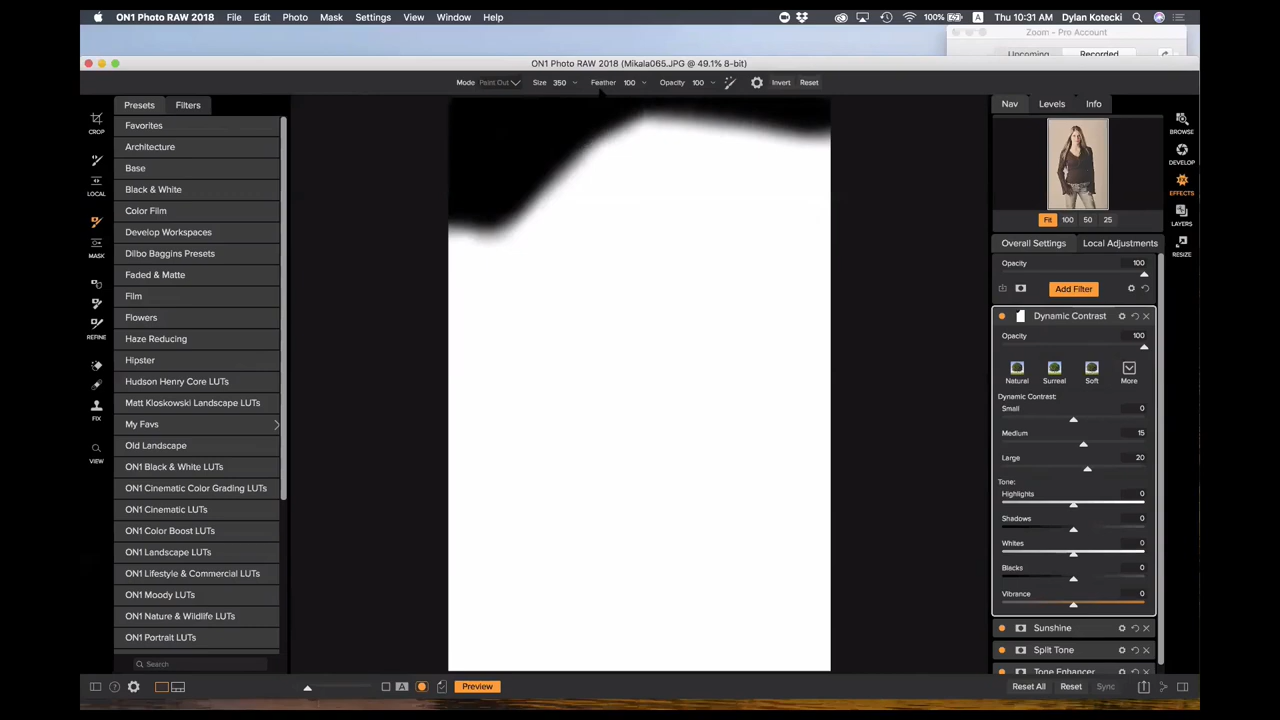 ON1 Photo RAW 2018 File Edit Photo Mask Settings View Window Help 100% A Thu 10:31 AM Dylan Kotecki
Zoom - Pro Account
Upcoming Recorded
ON1 Photo RAW 2018 (Mikala065.JPG @ 49.1% 8-bit)
Mode Paint Out Size 350 Feather 100 Opacity 100 Invert Reset
Presets Filters
Favorites
Architecture
Base
Black & White
Color Film
Develop Workspaces
Dilbo Baggins Presets
Faded & Matte
Film
Flowers
Haze Reducing
Hipster
Hudson Henry Core LUTs
Matt Kloskowski Landscape LUTs
My Favs
Old Landscape
ON1 Black & White LUTs
ON1 Cinematic Color Grading LUTs
ON1 Cinematic LUTs
ON1 Color Boost LUTs
ON1 Landscape LUTs
ON1 Lifestyle & Commercial LUTs
ON1 Moody LUTs
ON1 Nature & Wildlife LUTs
ON1 Portrait LUTs
Search
CROP
LOCAL
MASK
REFINE
FIX
VIEW
Nav Levels Info
Fit 100 50 25
BROWSE
DEVELOP
EFFECTS
LAYERS
RESIZE
Overall Settings Local Adjustments
Opacity 100
Add Filter
Dynamic Contrast
Opacity 100
Natural Surreal Soft More
Dynamic Contrast:
Small 0
Medium 15
Large 20
Tone:
Highlights 0
Shadows 0
Whites 0
Blacks 0
Vibrance 0
Sunshine
Split Tone
Tone Enhancer
A Preview Reset All Reset Sync